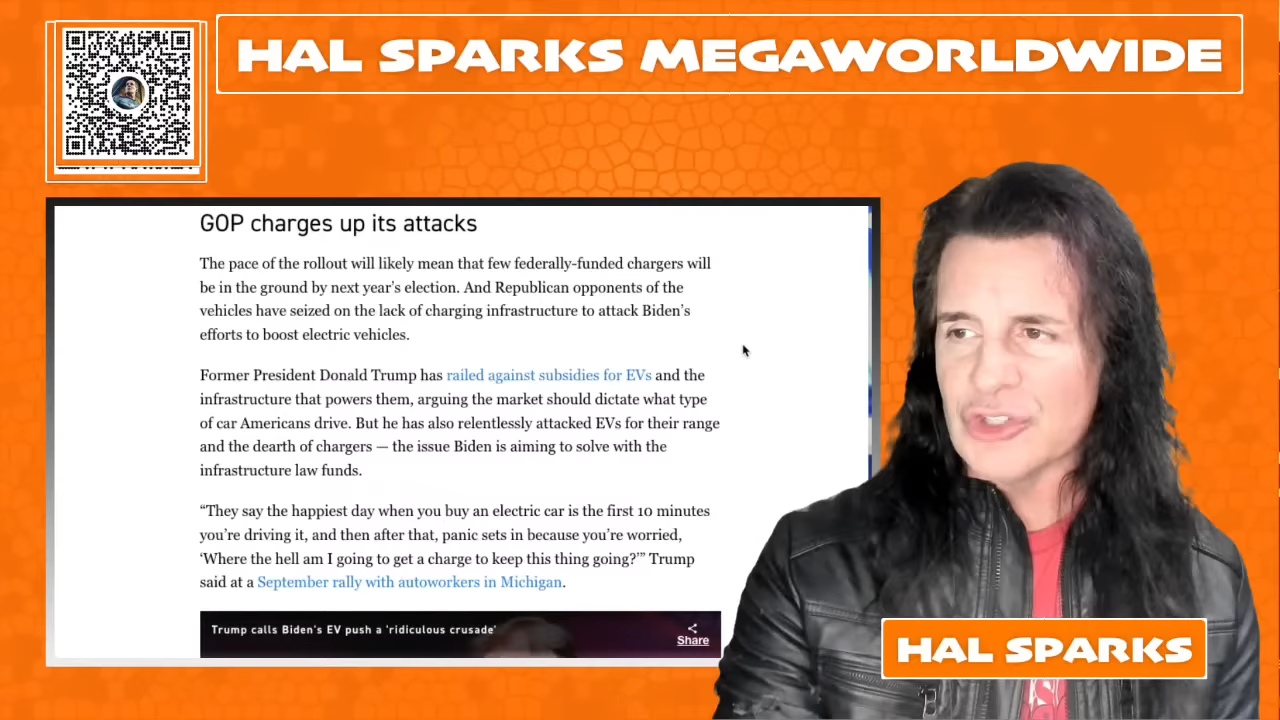 HAL SPARKS MEGAWORLDWIDE
GOP charges up its attacks
The pace of the rollout will likely mean that few federally-funded chargers will
be in the ground by next year’s election. And Republican opponents of the
vehicles have seized on the lack of charging infrastructure to attack Biden’s
efforts to boost electric vehicles.
Former President Donald Trump has railed against subsidies for EVs and the
infrastructure that powers them, arguing the market should dictate what type
of car Americans drive. But he has also relentlessly attacked EVs for their range
and the dearth of chargers — the issue Biden is aiming to solve with the
infrastructure law funds.
“They say the happiest day when you buy an electric car is the first 10 minutes
you’re driving it, and then after that, panic sets in because you’re worried,
‘Where the hell am I going to get a charge to keep this thing going?’” Trump
said at a September rally with autoworkers in Michigan.
Trump calls Biden's EV push a 'ridiculous crusade'
Share
HAL SPARKS